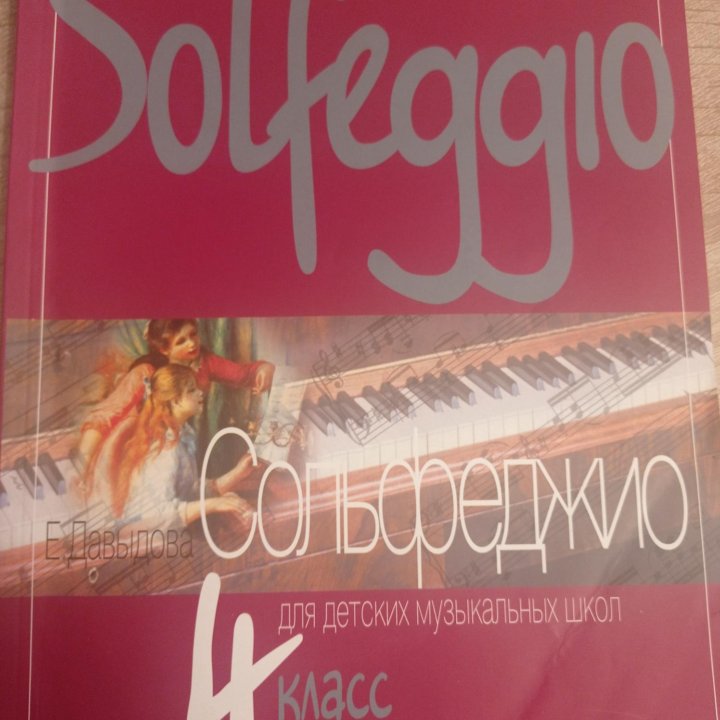 Solfeggio
Е.Давыдова Сольфеджио
для детских музыкальных школ
4 класс